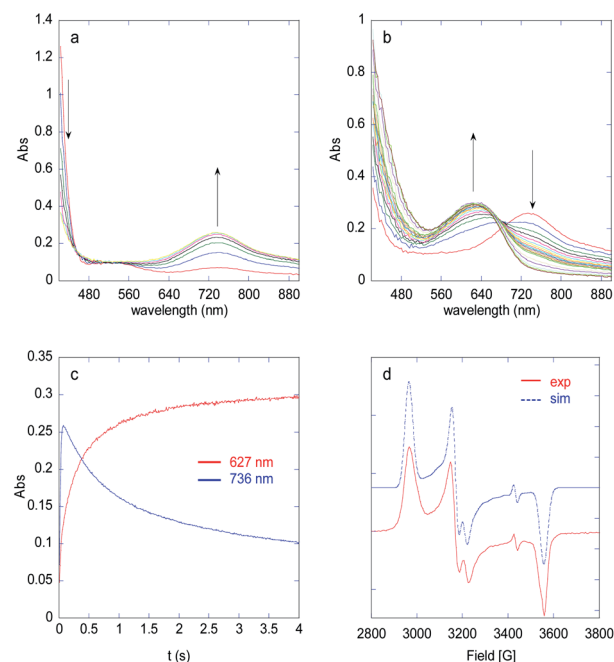 a
1.4
1.2
1
0.8
0.6
0.4
0.2
0
Abs
480 560 640 720 800 880
wavelength (nm)
b
1
0.8
0.6
0.4
0.2
0
Abs
480 560 640 720 800 880
wavelength (nm)
c
0.35
0.3
0.25
0.2
0.15
0.1
0.05
0
Abs
627 nm
736 nm
0 0.5 1 1.5 2 2.5 3 3.5 4
t (s)
d
exp
sim
2800 3000 3200 3400 3600 3800
Field [G]